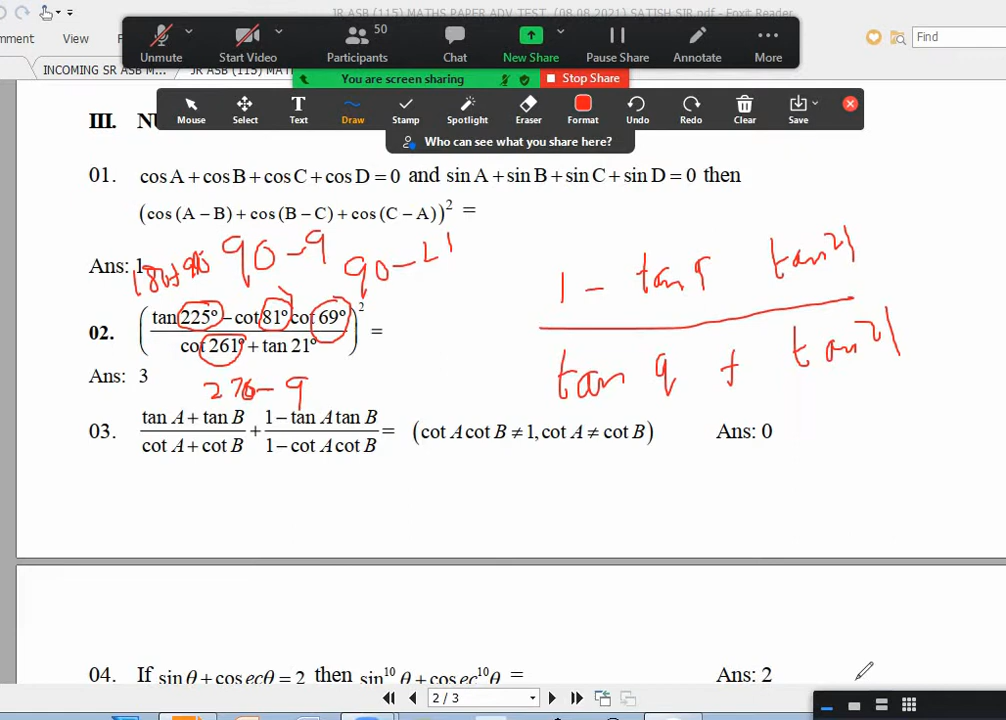 JR ASB (115) MATHS PAPER ADV TEST (08.08.2021) SATISH SIR.pdf - Foxit Reader
mment View
Unmute Start Video Participants 50 Chat New Share Pause Share Annotate More
Find
INCOMING SR ASB M... JR ASB (115) MAT
You are screen sharing Stop Share
Mouse Select Text Draw Stamp Spotlight Eraser Format Undo Redo Clear Save
III. NU
Who can see what you share here?
01. cos A + cos B + cos C + cos D = 0 and sin A + sin B + sin C + sin D = 0 then
(cos (A − B) + cos (B − C) + cos (C − A))² =
Ans: 1
90 − 9 90 − 21
02. ((tan 225° − cot 81° cot 69°)/(cot 261° + tan 21°))² =
Ans: 3
270 − 9
1 − tan 9 tan 21
tan 9 + tan 21
03. (tan A + tan B)/(cot A + cot B) + (1 − tan A tan B)/(1 − cot A cot B) = (cot A cot B ≠ 1, cot A ≠ cot B) Ans: 0
04. If sin θ + cos ec θ = 2 then sin¹⁰ θ + cos ec¹⁰ θ = Ans: 2
2 / 3